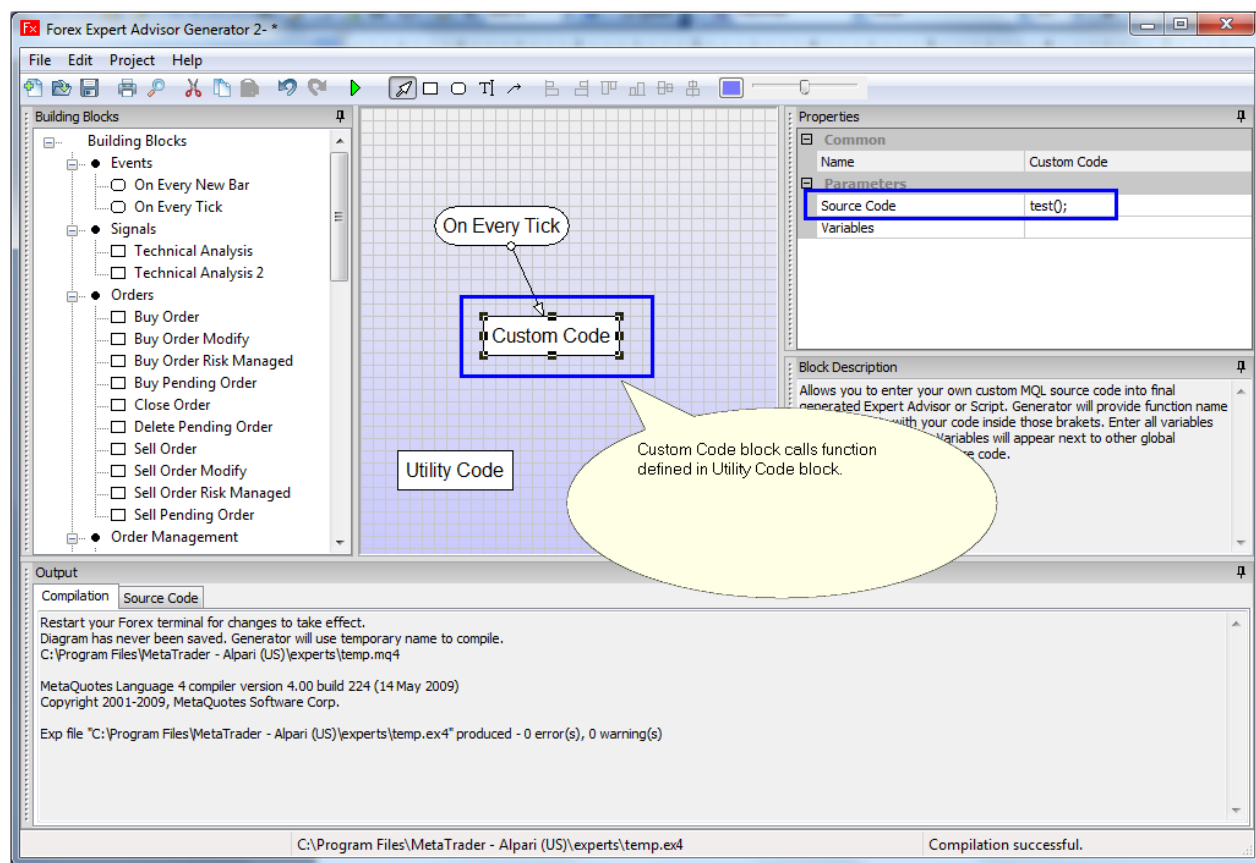 Forex Expert Advisor Generator 2- *
File Edit Project Help
Building Blocks
Building Blocks
Events
On Every New Bar
On Every Tick
Signals
Technical Analysis
Technical Analysis 2
Orders
Buy Order
Buy Order Modify
Buy Order Risk Managed
Buy Pending Order
Close Order
Delete Pending Order
Sell Order
Sell Order Modify
Sell Order Risk Managed
Sell Pending Order
Order Management
On Every Tick
Custom Code
Utility Code
Custom Code block calls function
defined in Utility Code block.
Properties
Common
Name Custom Code
Parameters
Source Code test();
Variables
Block Description
Allows you to enter your own custom MQL source code into final
generated Expert Advisor or Script. Generator will provide function name
with your code inside those brakets. Enter all variables
Variables will appear next to other global
code.
Output
Compilation Source Code
Restart your Forex terminal for changes to take effect.
Diagram has never been saved. Generator will use temporary name to compile.
C:\Program Files\MetaTrader - Alpari (US)\experts\temp.mq4
MetaQuotes Language 4 compiler version 4.00 build 224 (14 May 2009)
Copyright 2001-2009, MetaQuotes Software Corp.
Exp file "C:\Program Files\MetaTrader - Alpari (US)\experts\temp.ex4" produced - 0 error(s), 0 warning(s)
C:\Program Files\MetaTrader - Alpari (US)\experts\temp.ex4 Compilation successful.